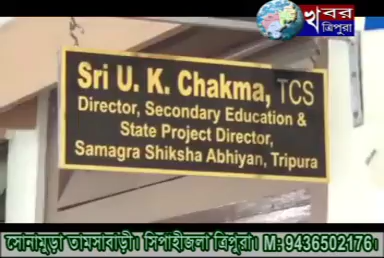 খবর
ত্রিপুরা
Sri U. K. Chakma, TCS
Director, Secondary Education &
State Project Director,
Samagra Shiksha Abhiyan, Tripura
সোনামুড়া তামসাবাড়ী। সিপাহীজলা ত্রিপুরা। M: 9436502176।